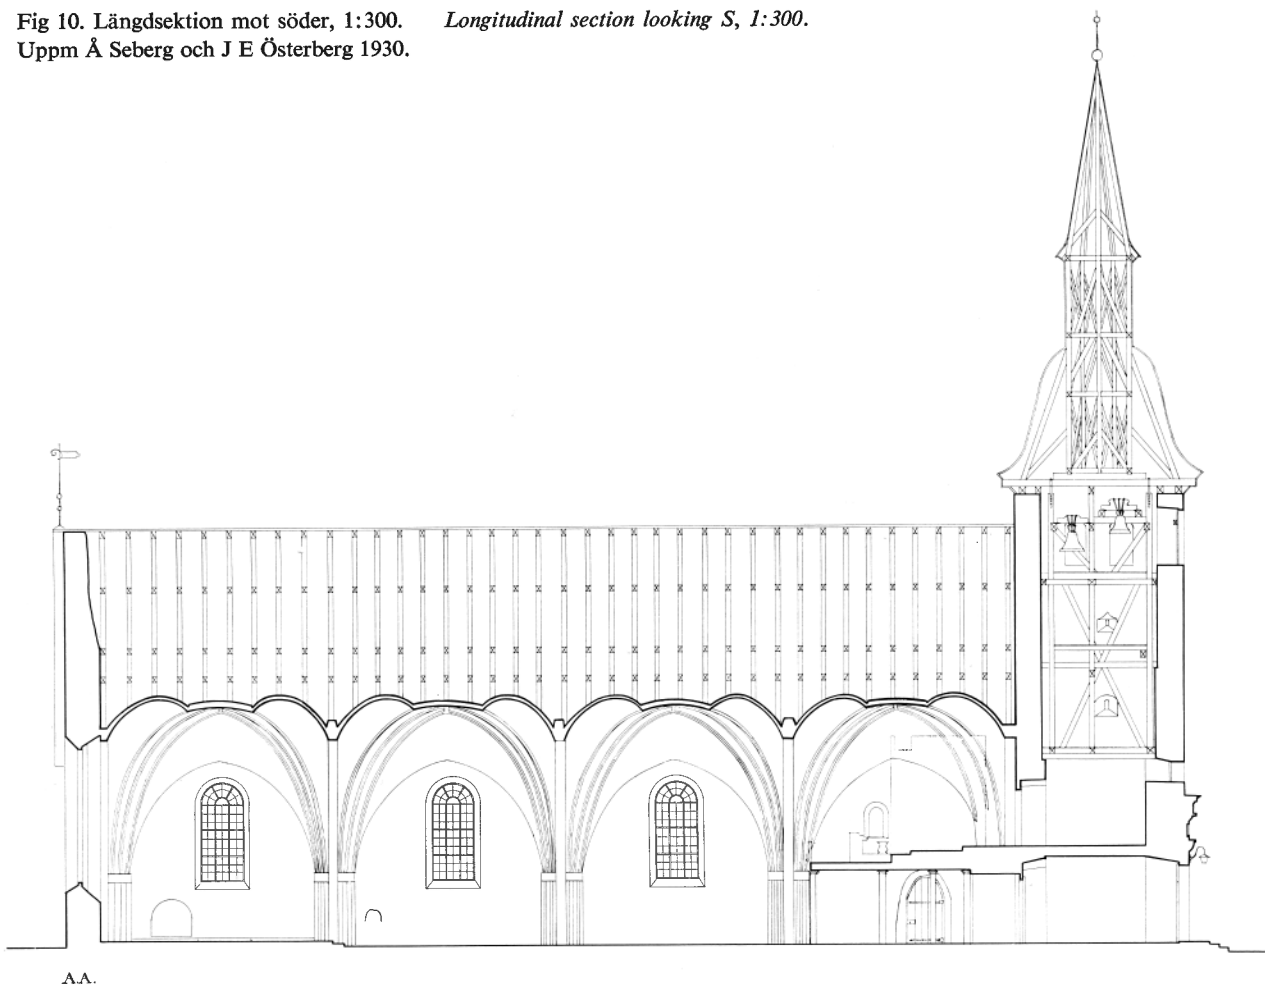 Fig 10. Längdsektion mot söder, 1:300. Longitudinal section looking S, 1:300.
Uppm Å Seberg och J E Österberg 1930.
A.A.